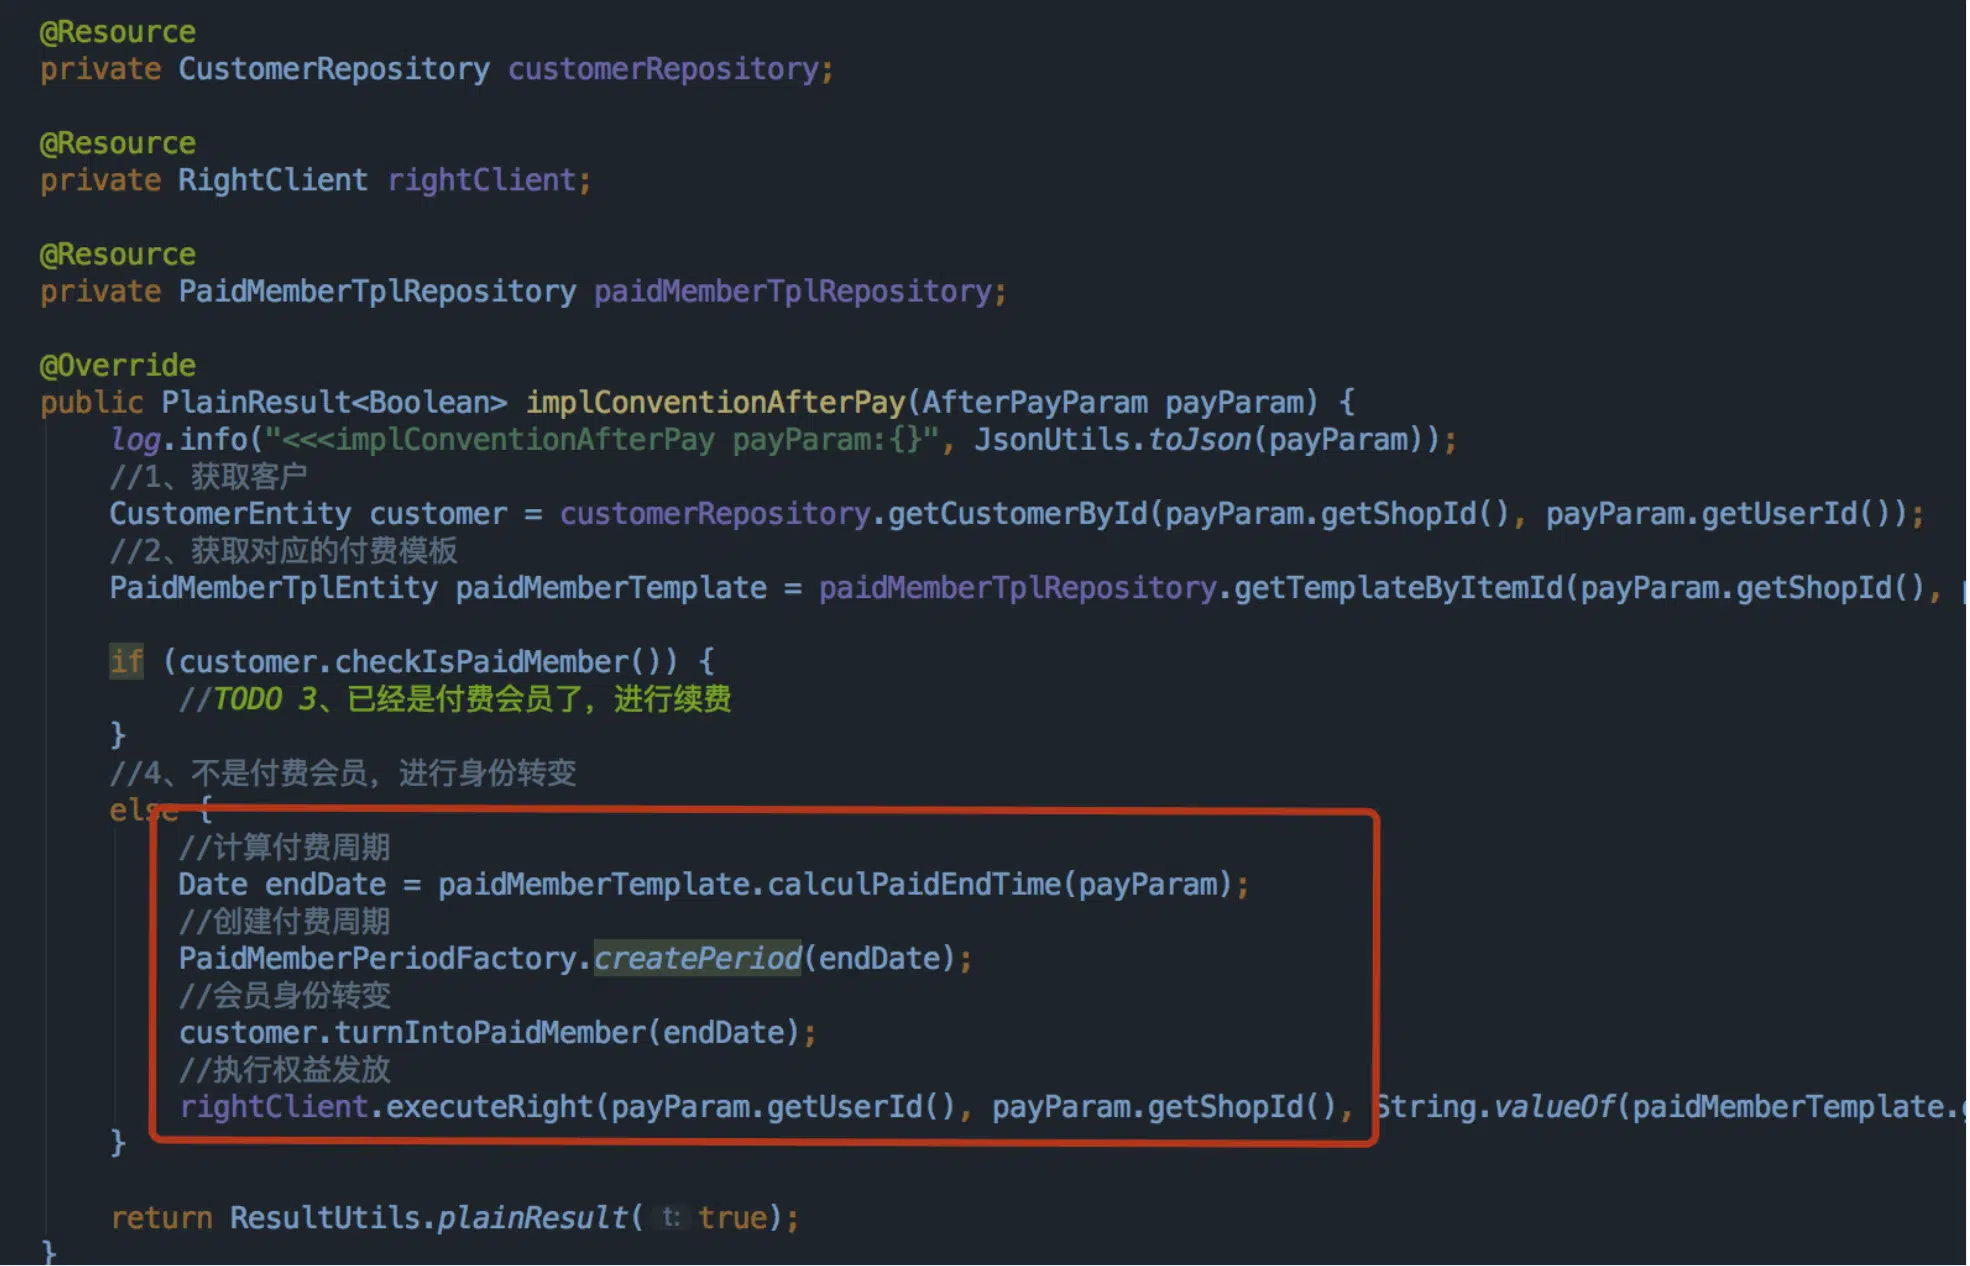 @Resource
private CustomerRepository customerRepository;
@Resource
private RightClient rightClient;
@Resource
private PaidMemberTplRepository paidMemberTplRepository;
@Override
public PlainResult<Boolean> implConventionAfterPay(AfterPayParam payParam) {
log.info("<<<implConventionAfterPay payParam:{}", JsonUtils.toJson(payParam));
//1、获取客户
CustomerEntity customer = customerRepository.getCustomerById(payParam.getShopId(), payParam.getUserId());
//2、获取对应的付费模板
PaidMemberTplEntity paidMemberTemplate = paidMemberTplRepository.getTemplateByItemId(payParam.getShopId(),
if (customer.checkIsPaidMember()) {
//TODO 3、已经是付费会员了，进行续费
}
//4、不是付费会员，进行身份转变
else {
//计算付费周期
Date endDate = paidMemberTemplate.calculPaidEndTime(payParam);
//创建付费周期
PaidMemberPeriodFactory.createPeriod(endDate);
//会员身份转变
customer.turnIntoPaidMember(endDate);
//执行权益发放
rightClient.executeRight(payParam.getUserId(), payParam.getShopId(), String.valueOf(paidMemberTemplate.
}
return ResultUtils.plainResult( t: true);
}